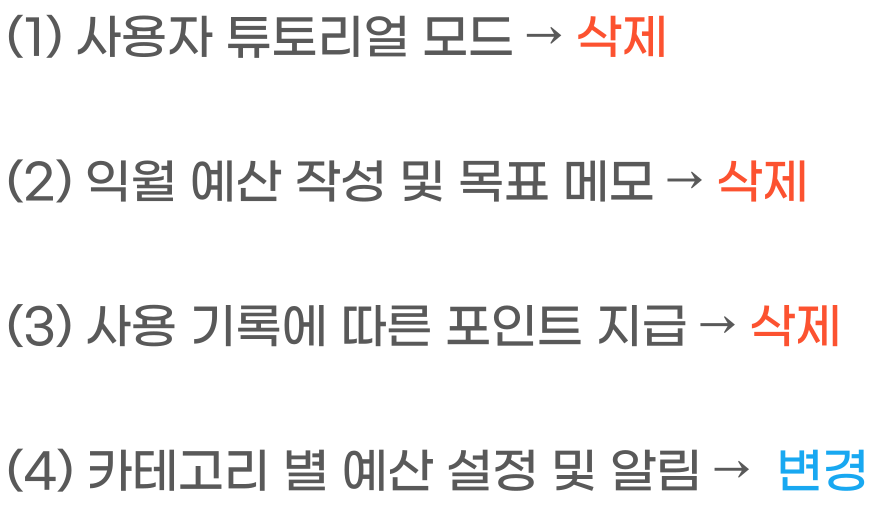 (1) 사용자 튜토리얼 모드 → 삭제
(2) 익월 예산 작성 및 목표 메모 → 삭제
(3) 사용 기록에 따른 포인트 지급 → 삭제
(4) 카테고리 별 예산 설정 및 알림 → 변경